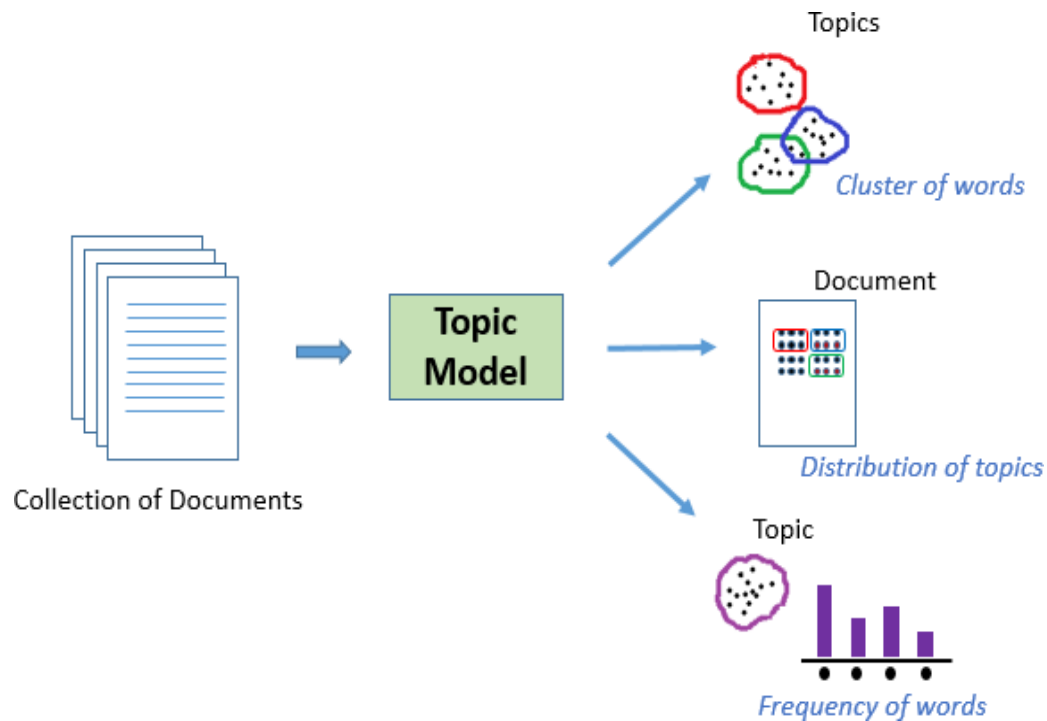 Topics
Cluster of words
Document
Topic
Model
Distribution of topics
Collection of Documents
Topic
Frequency of words